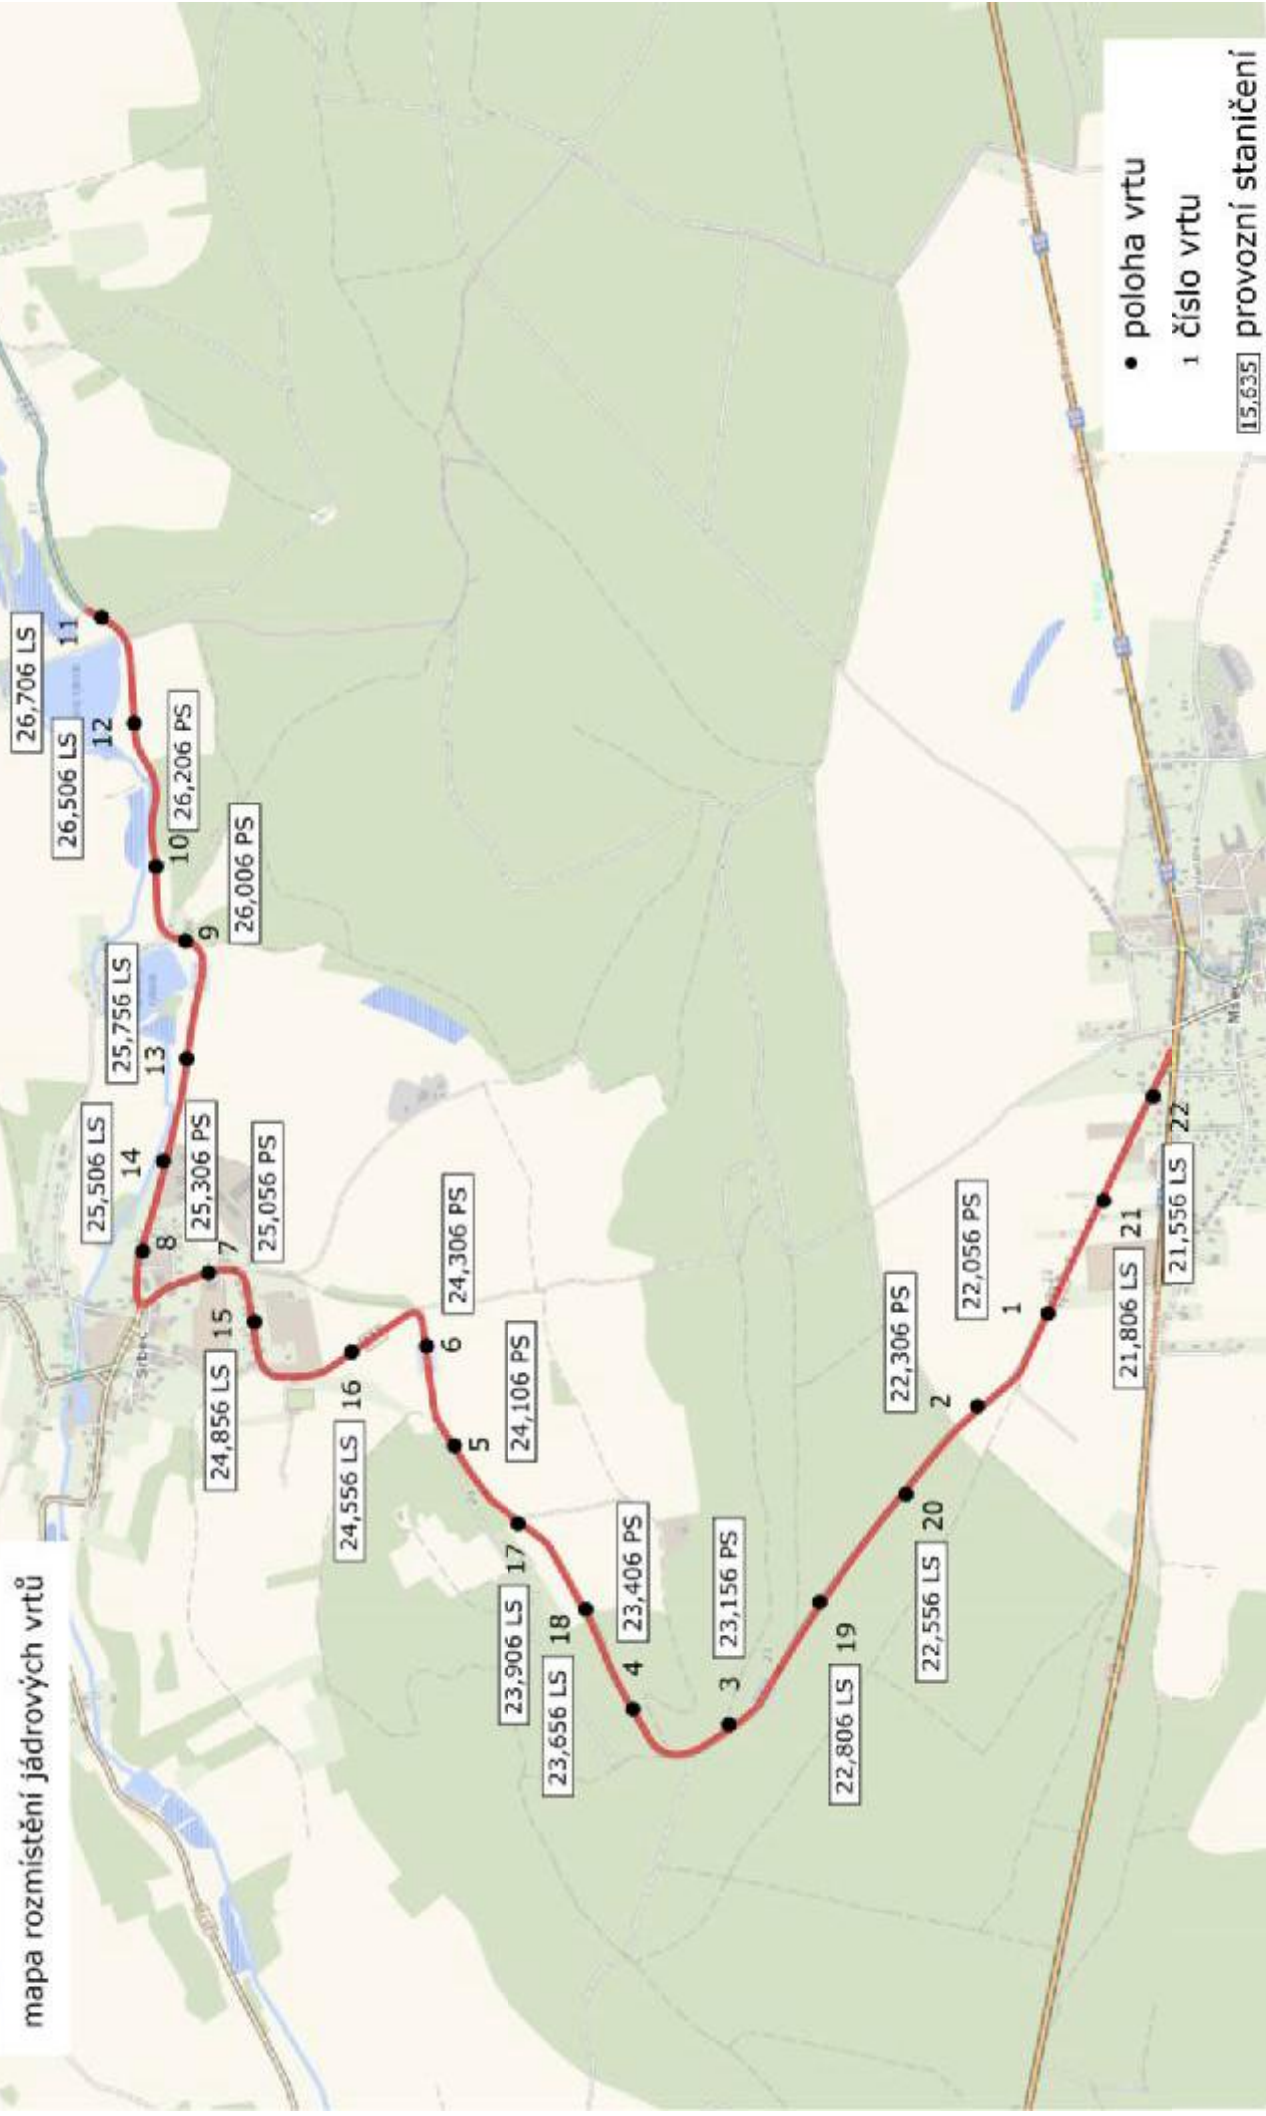 mapa rozmístění jádrových vrtů
26,706 LS
11
26,506 LS
12
26,206 PS
10
26,006 PS
9
25,756 LS
13
25,506 LS
14
25,306 PS
8
25,056 PS
7
24,856 LS
15
24,556 LS
16
24,306 PS
6
24,106 PS
5
23,906 LS
17
23,656 LS
18
23,406 PS
4
23,156 PS
3
22,806 LS
19
22,556 LS
20
22,306 PS
2
22,056 PS
1
21,806 LS
21
21,556 LS
22
Srbeč
poloha vrtu
1 číslo vrtu
15,635 provozní staničení